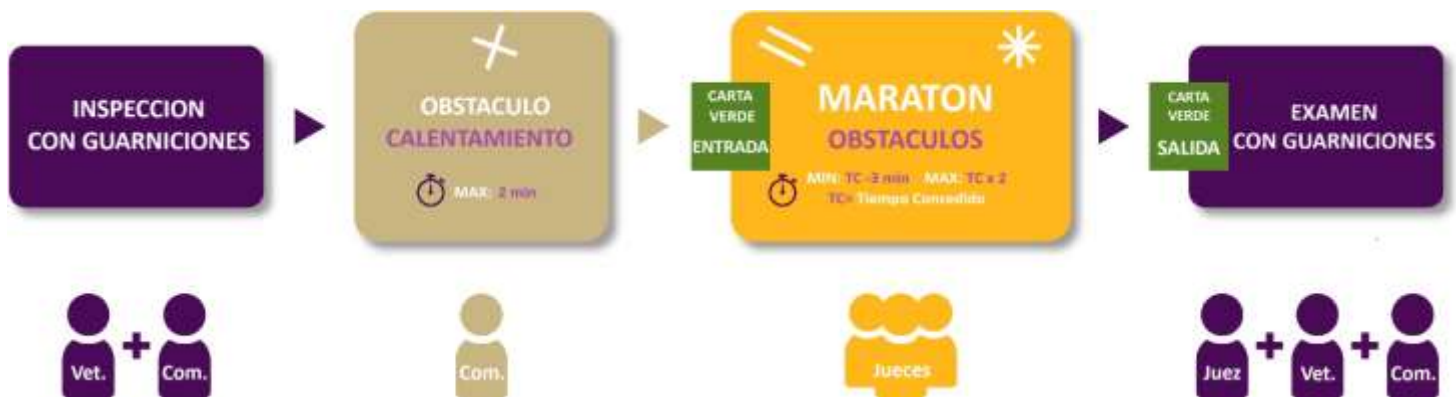 INSPECCION
CON GUARNICIONES
OBSTACULO
CALENTAMIENTO
MAX: 2 min
CARTA
VERDE
ENTRADA
MARATON
OBSTACULOS
MIN: TC -3 min MAX: TC x 2
TC= Tiempo Concedido
CARTA
VERDE
SALIDA
EXAMEN
CON GUARNICIONES
Vet.
Com.
Com.
Jueces
Juez
Vet.
Com.